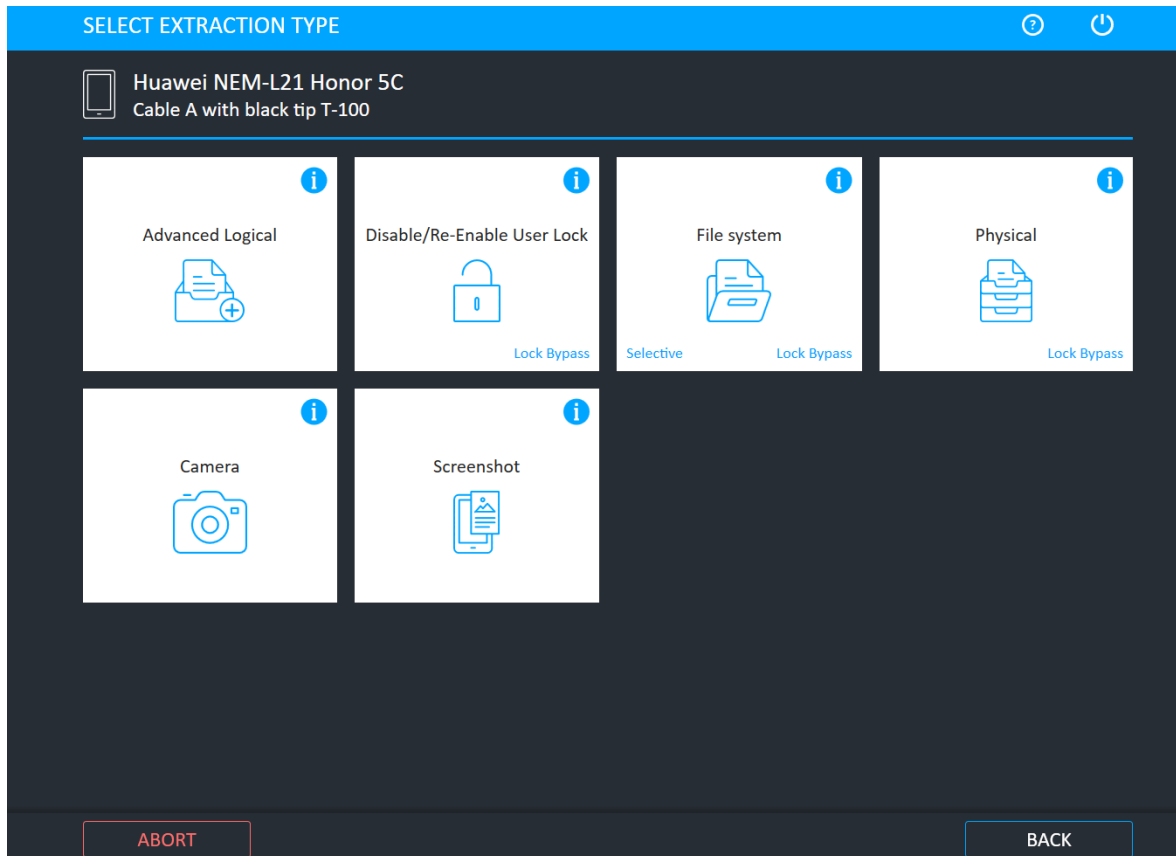 SELECT EXTRACTION TYPE
Huawei NEM-L21 Honor 5C
Cable A with black tip T-100
Advanced Logical
Disable/Re-Enable User Lock
Lock Bypass
File system
Selective Lock Bypass
Physical
Lock Bypass
Camera
Screenshot
ABORT
BACK